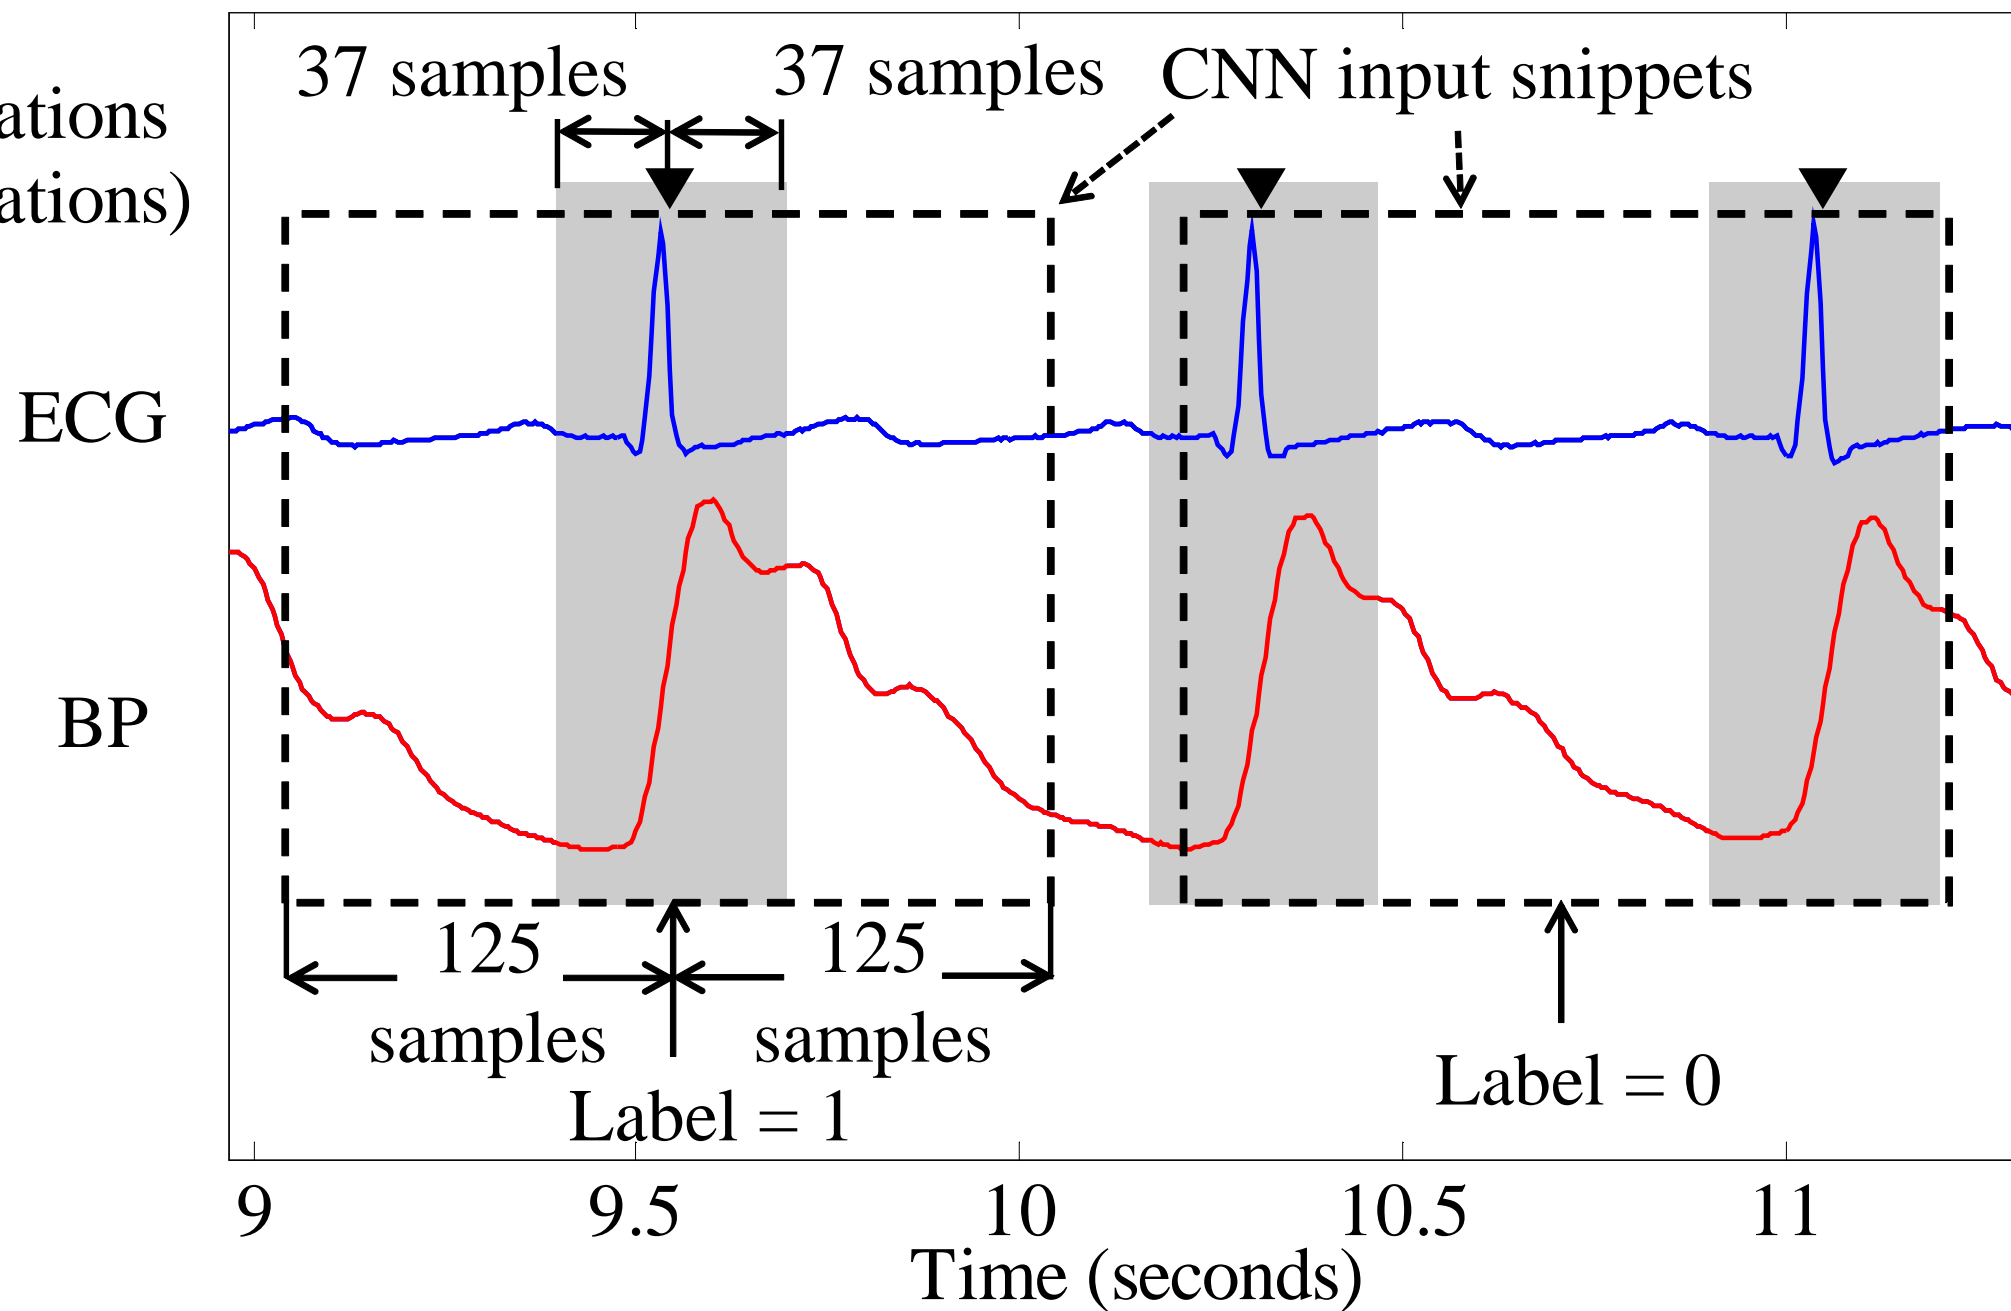 37 samples 37 samples CNN input snippets
ations
ations)
ECG
BP
125 125
samples samples
Label = 1
Label = 0
9 9.5 10 10.5 11
Time (seconds)